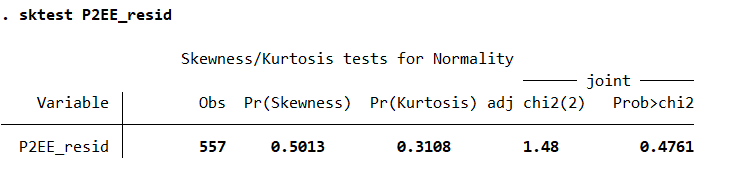 . sktest P2EE_resid
Skewness/Kurtosis tests for Normality
joint
Variable Obs Pr(Skewness) Pr(Kurtosis) adj chi2(2) Prob>chi2
P2EE_resid 557 0.5013 0.3108 1.48 0.4761